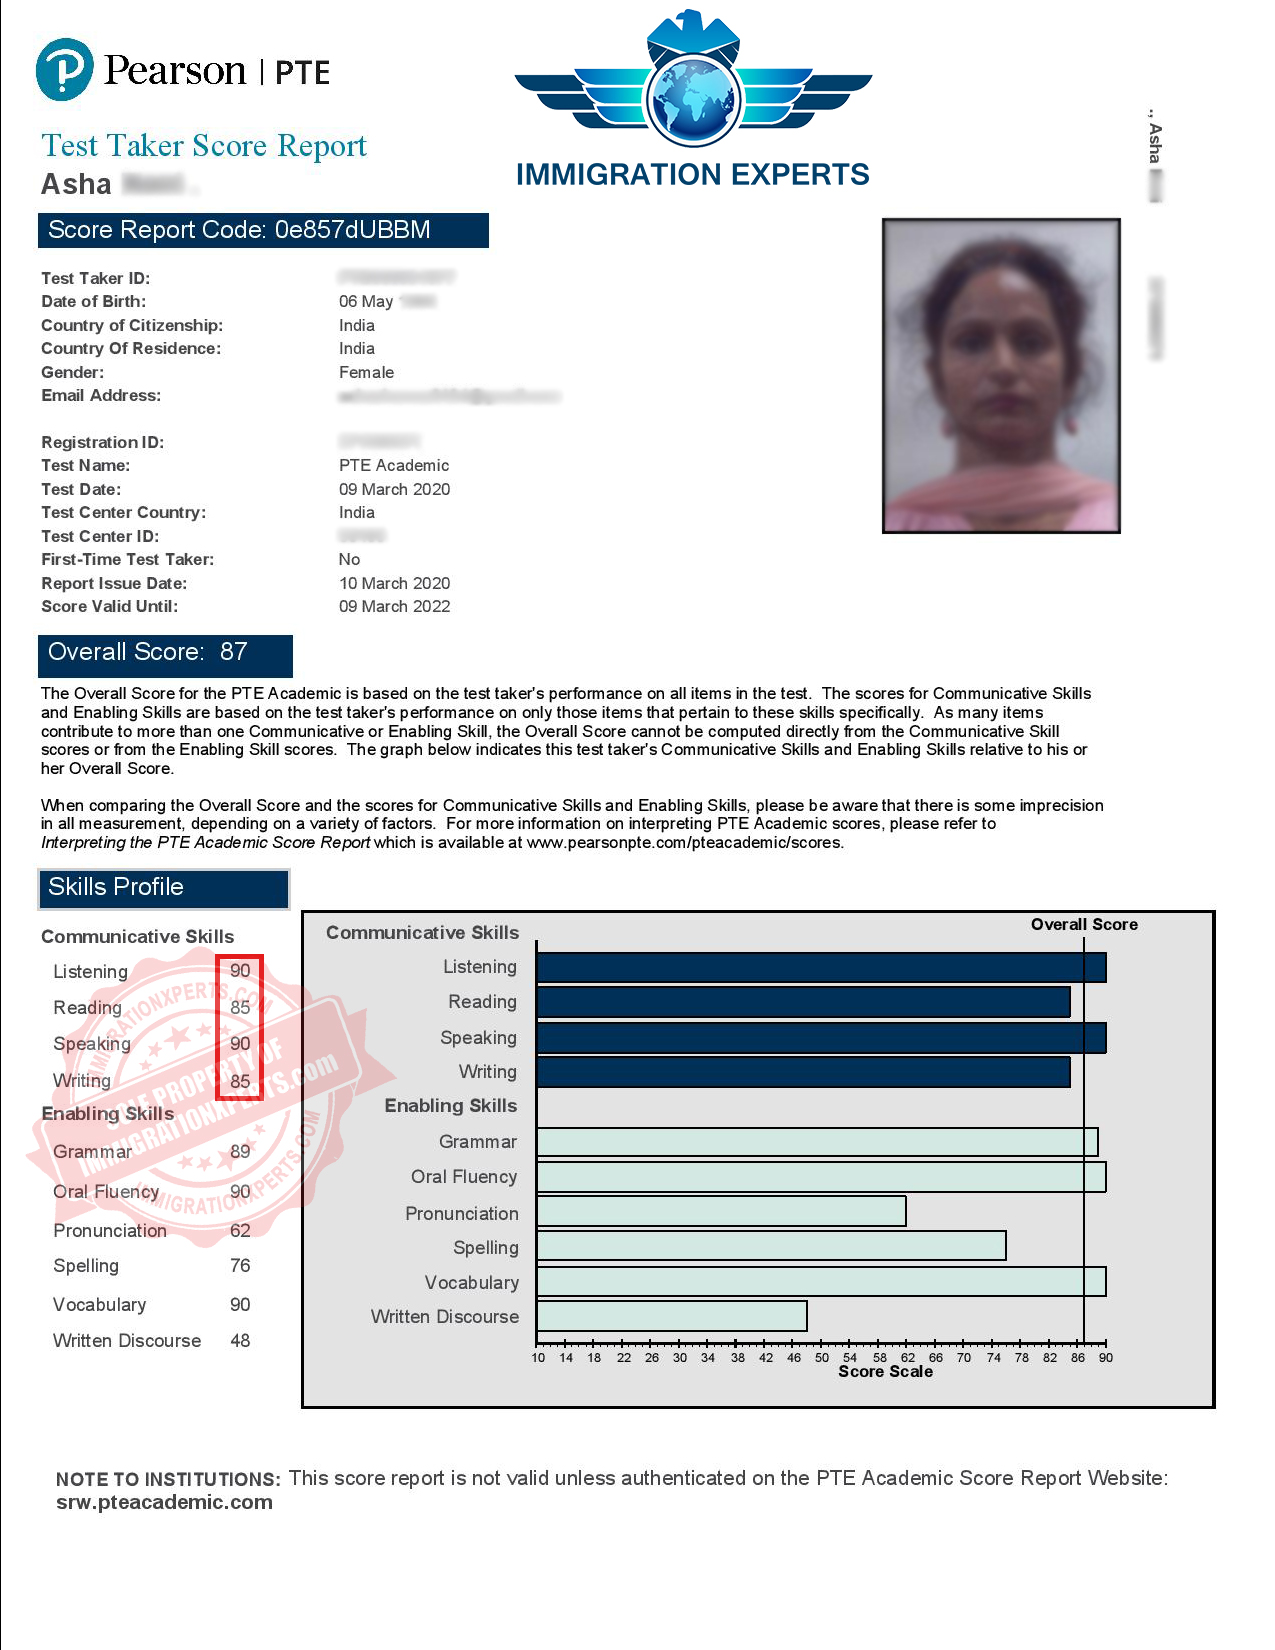 Pearson | PTE
IMMIGRATION EXPERTS
Test Taker Score Report
Asha
., Asha
Score Report Code: 0e857dUBBM
Test Taker ID:
Date of Birth: 06 May
Country of Citizenship: India
Country Of Residence: India
Gender: Female
Email Address:
Registration ID:
Test Name: PTE Academic
Test Date: 09 March 2020
Test Center Country: India
Test Center ID:
First-Time Test Taker: No
Report Issue Date: 10 March 2020
Score Valid Until: 09 March 2022
Overall Score: 87
The Overall Score for the PTE Academic is based on the test taker's performance on all items in the test. The scores for Communicative Skills
and Enabling Skills are based on the test taker's performance on only those items that pertain to these skills specifically. As many items
contribute to more than one Communicative or Enabling Skill, the Overall Score cannot be computed directly from the Communicative Skill
scores or from the Enabling Skill scores. The graph below indicates this test taker's Communicative Skills and Enabling Skills relative to his or
her Overall Score.
When comparing the Overall Score and the scores for Communicative Skills and Enabling Skills, please be aware that there is some imprecision
in all measurement, depending on a variety of factors. For more information on interpreting PTE Academic scores, please refer to
Interpreting the PTE Academic Score Report which is available at www.pearsonpte.com/pteacademic/scores.
Skills Profile
Communicative Skills
Listening 90
Reading 85
Speaking 90
Writing 85
Enabling Skills
Grammar 89
Oral Fluency 90
Pronunciation 62
Spelling 76
Vocabulary 90
Written Discourse 48
IMMIGRATIONXPERTS.COM
SOLE PROPERTY OF
IMMIGRATIONXPERTS.com
IMMIGRATIONXPERTS.COM
Overall Score
Communicative Skills
Listening
Reading
Speaking
Writing
Enabling Skills
Grammar
Oral Fluency
Pronunciation
Spelling
Vocabulary
Written Discourse
10 14 18 22 26 30 34 38 42 46 50 54 58 62 66 70 74 78 82 86 90
Score Scale
NOTE TO INSTITUTIONS: This score report is not valid unless authenticated on the PTE Academic Score Report Website:
srw.pteacademic.com